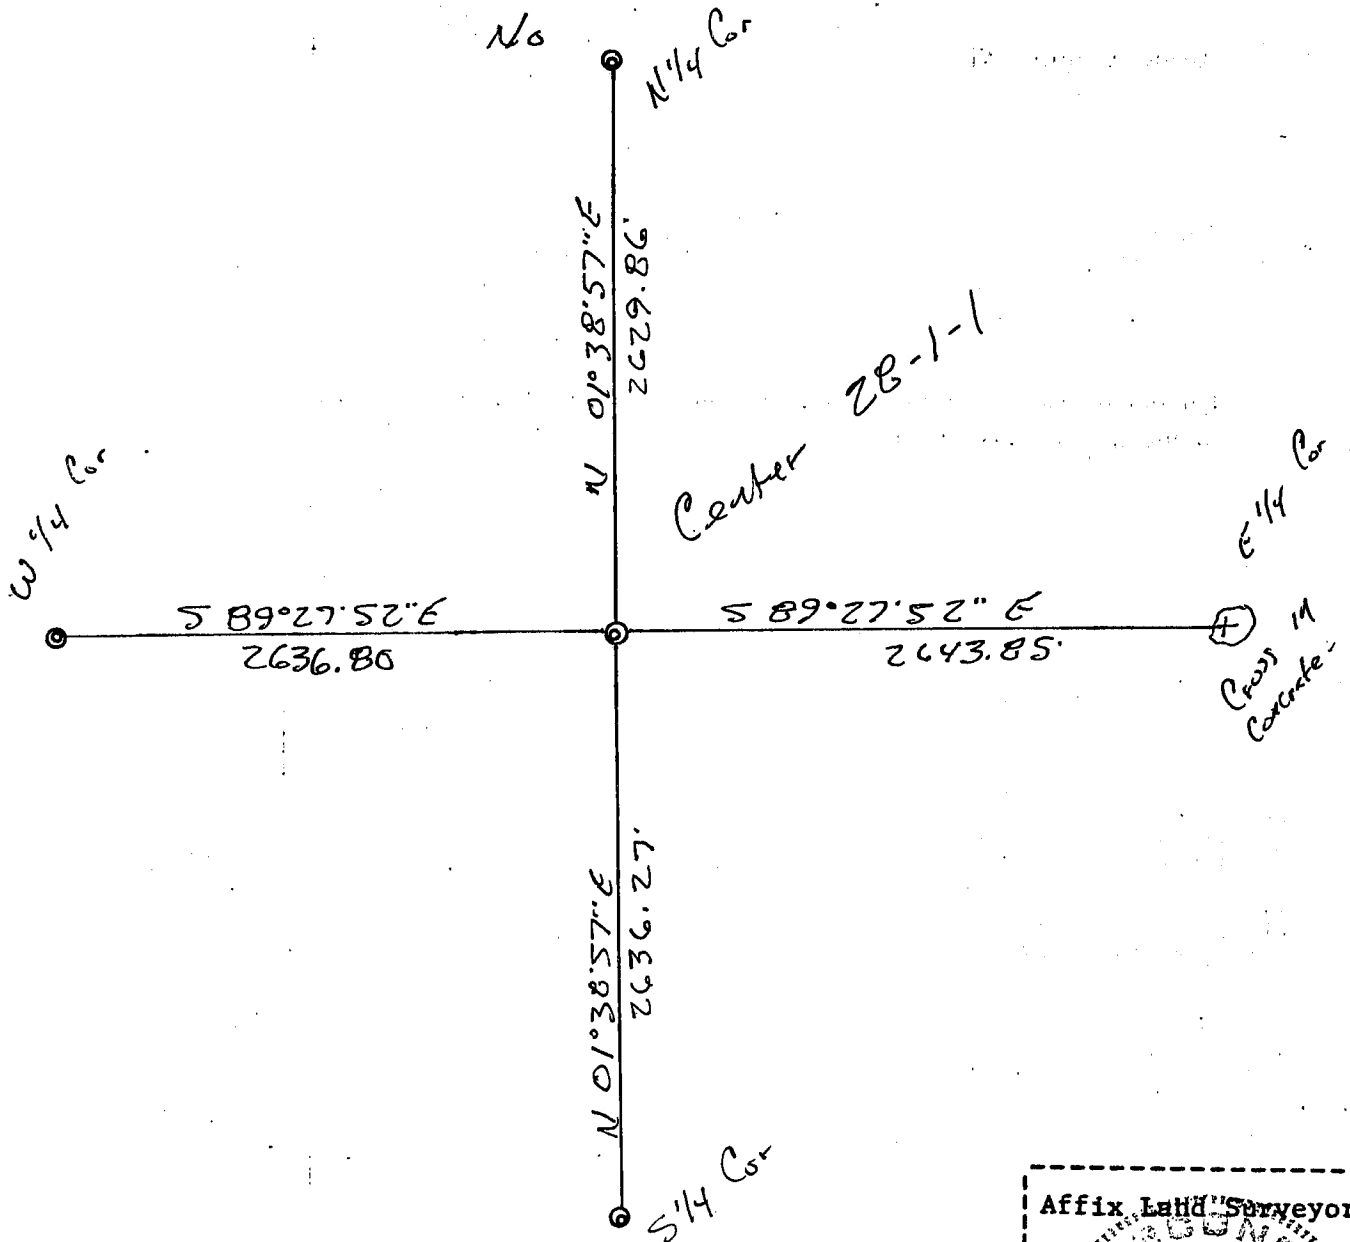 No
N 1/4 Cor
N 01°38'57"E
2629.86'
Center 28-1-1
W 1/4 Cor
E 1/4 Cor
S 89°27'52"E
2636.80
S 89°27'52" E
2643.85'
Cross in
Concrete
N 01°38'57"E
2636.27'
S 1/4 Cor
Affix Land Surveyor